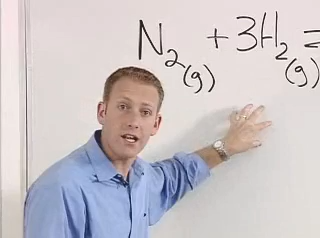 N₂(g) + 3H₂(g) =